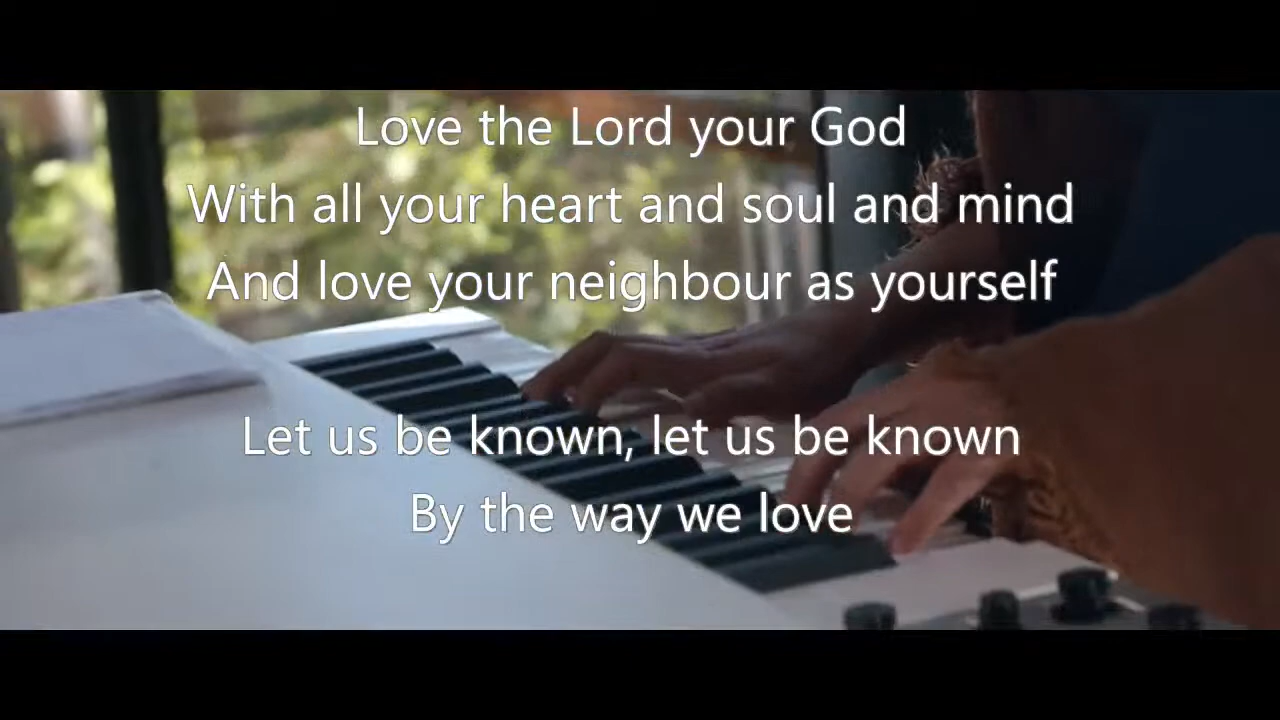 Love the Lord your God
With all your heart and soul and mind
And love your neighbour as yourself
Let us be known, let us be known
By the way we love